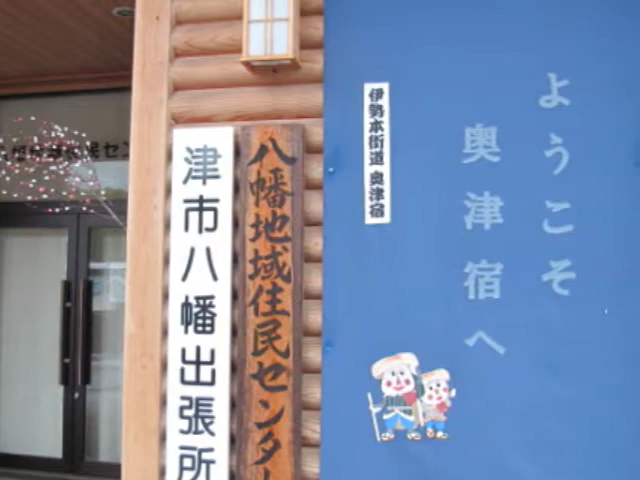 ようこそ
奥津宿へ
伊勢本街道 奥津宿
八幡地域住民センター
津市八幡出張所